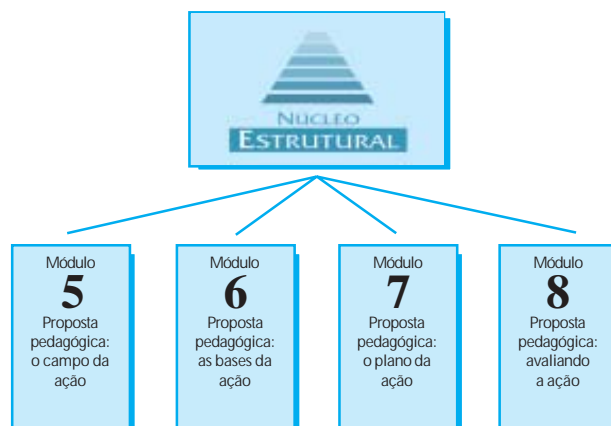 NÚCLEO
ESTRUTURAL
Módulo
5
Proposta
pedagógica:
o campo da
ação
Módulo
6
Proposta
pedagógica:
as bases da
ação
Módulo
7
Proposta
pedagógica:
o plano da
ação
Módulo
8
Proposta
pedagógica:
avaliando
a ação